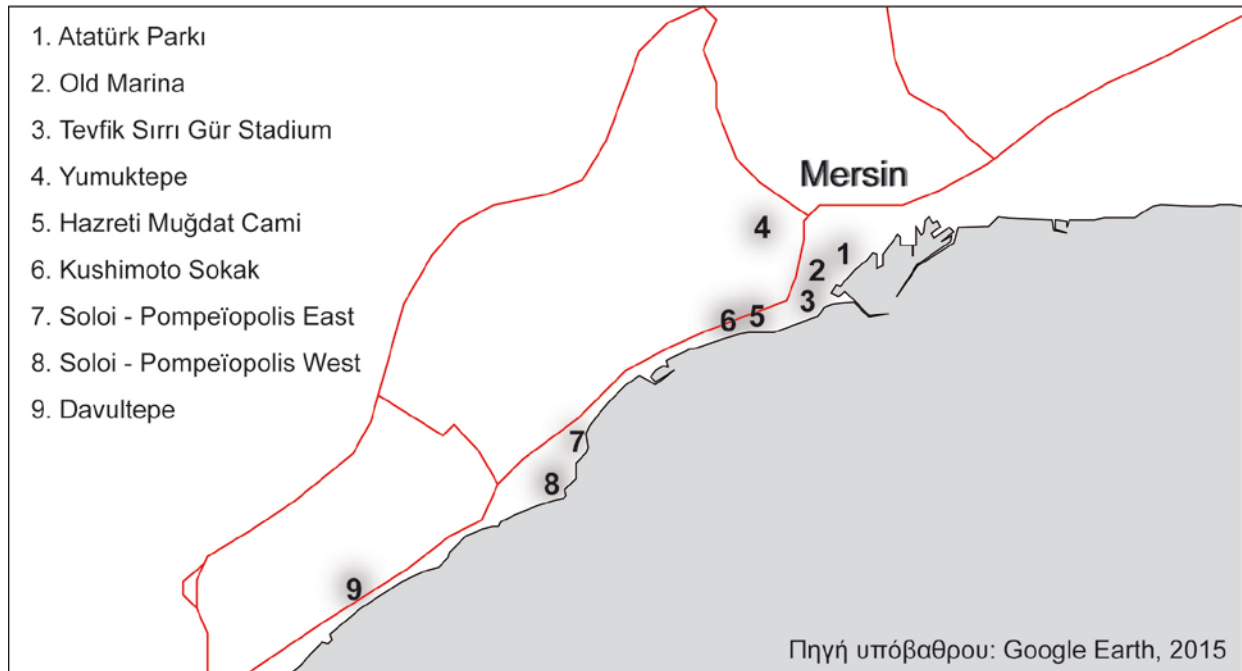 1. Atatürk Parkı
2. Old Marina
3. Tevfik Sırrı Gür Stadium
4. Yumuktepe
5. Hazreti Muğdat Cami
6. Kushimoto Sokak
7. Soloi - Pompeïopolis East
8. Soloi - Pompeïopolis West
9. Davultepe
Mersin
4
1
2
3
5
6
7
8
9
Πηγή υπόβαθρου: Google Earth, 2015